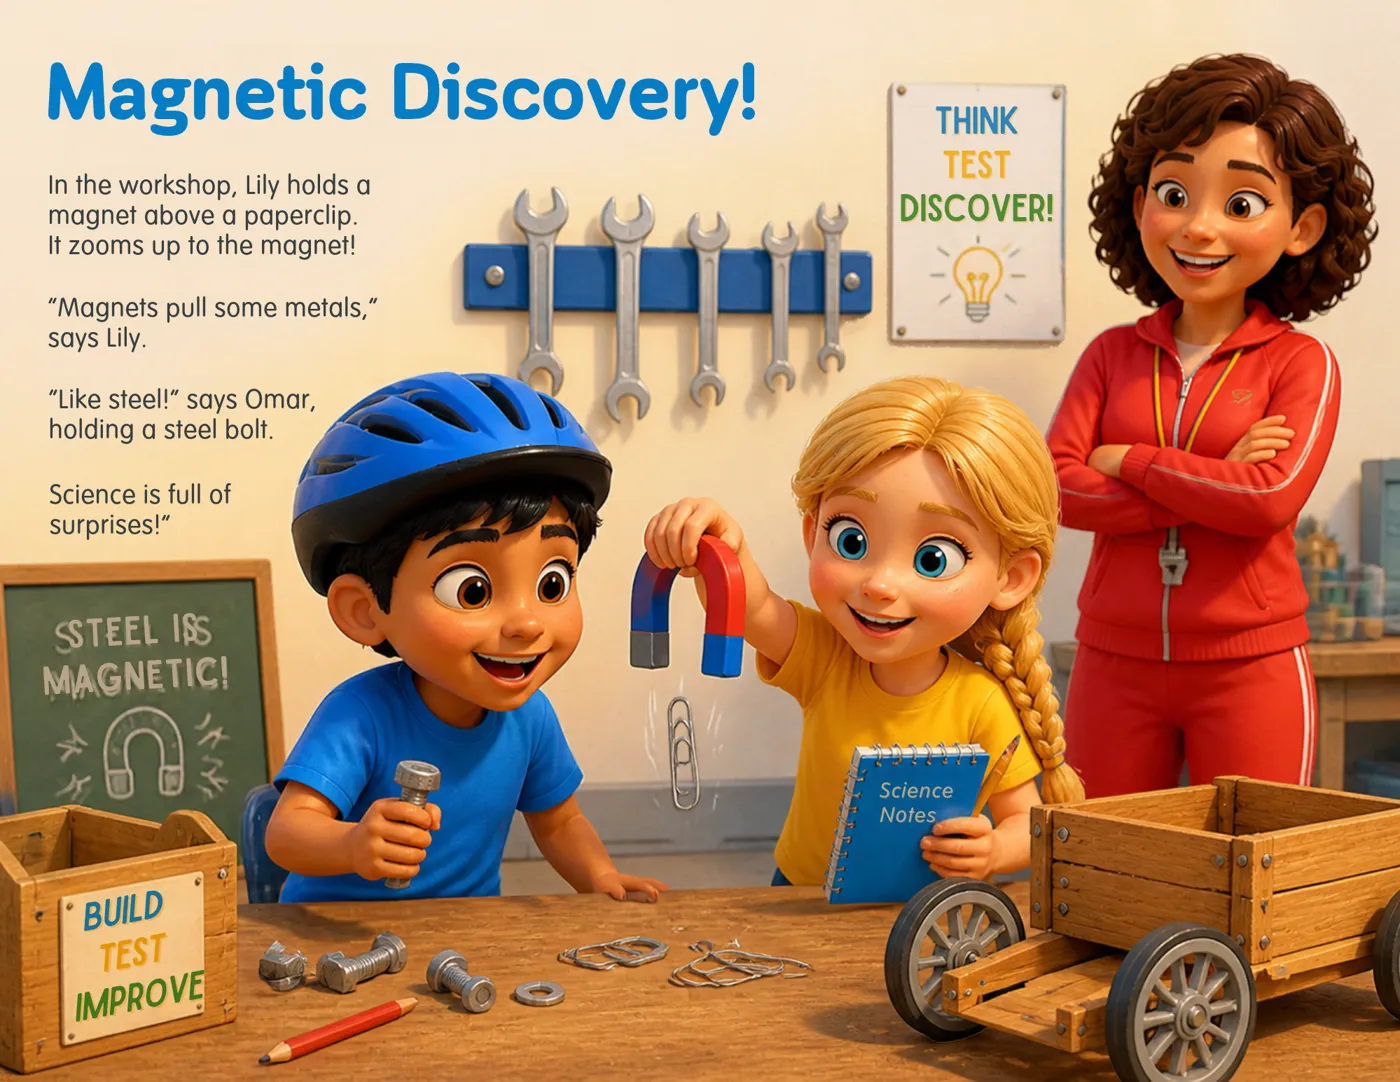 Magnetic Discovery!
In the workshop, Lily holds a
magnet above a paperclip.
It zooms up to the magnet!
"Magnets pull some metals,"
says Lily.
"Like steel!" says Omar,
holding a steel bolt.
Science is full of
surprises!"
THINK
TEST
DISCOVER!
STEEL IS
MAGNETIC!
Science
Notes
BUILD
TEST
IMPROVE